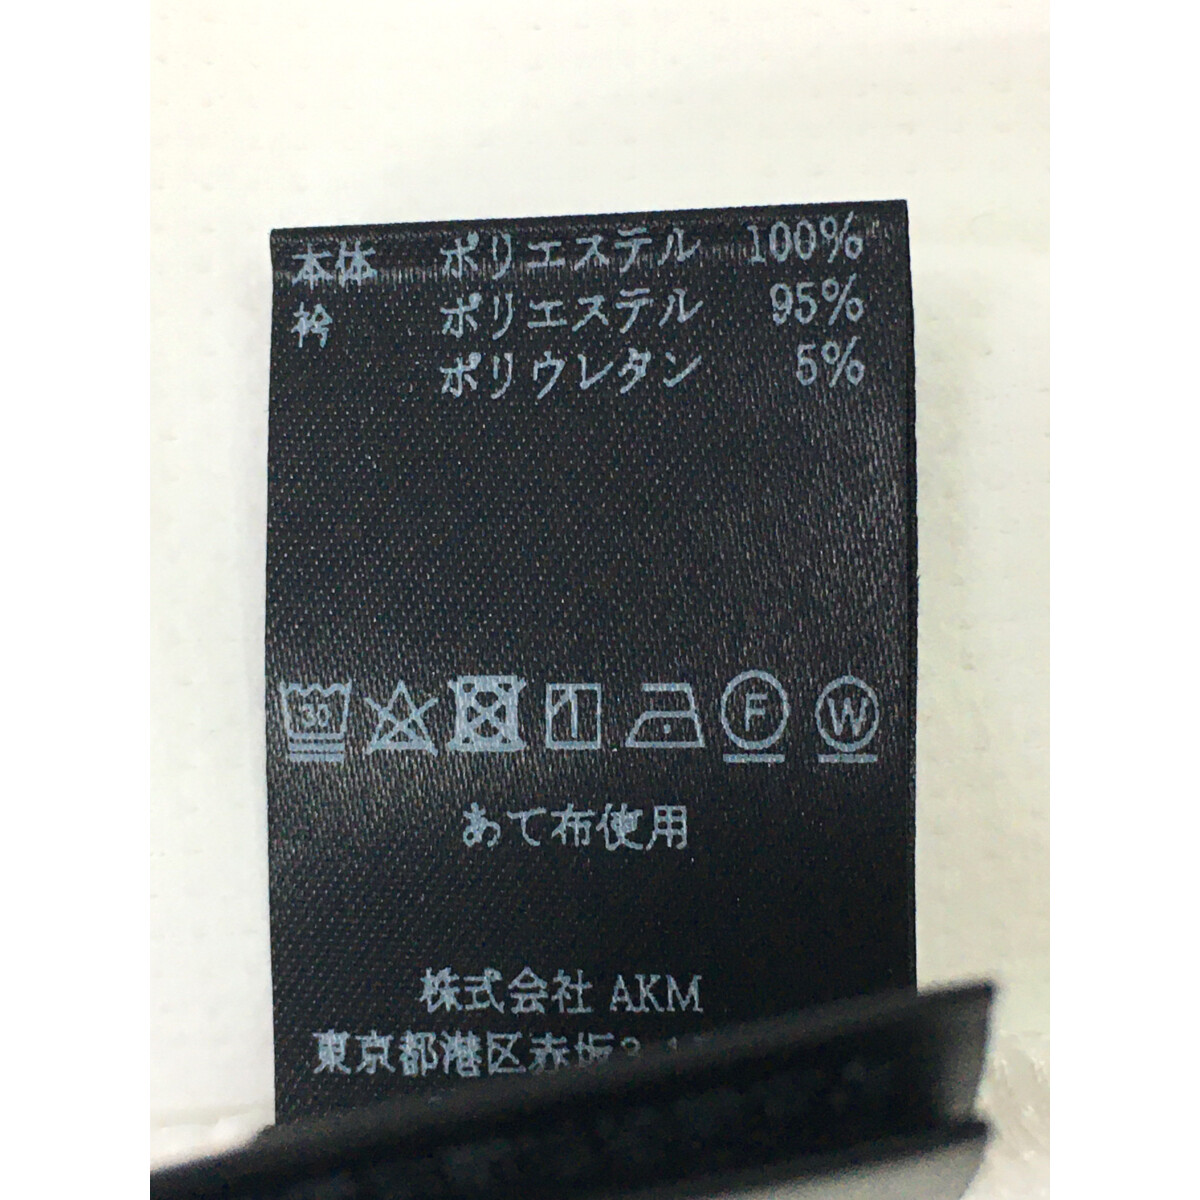 本体 ポリエステル 100%
衿 ポリエステル 95%
ポリウレタン 5%
30 F W
あて布使用
株式会社 AKM
東京都港区赤坂